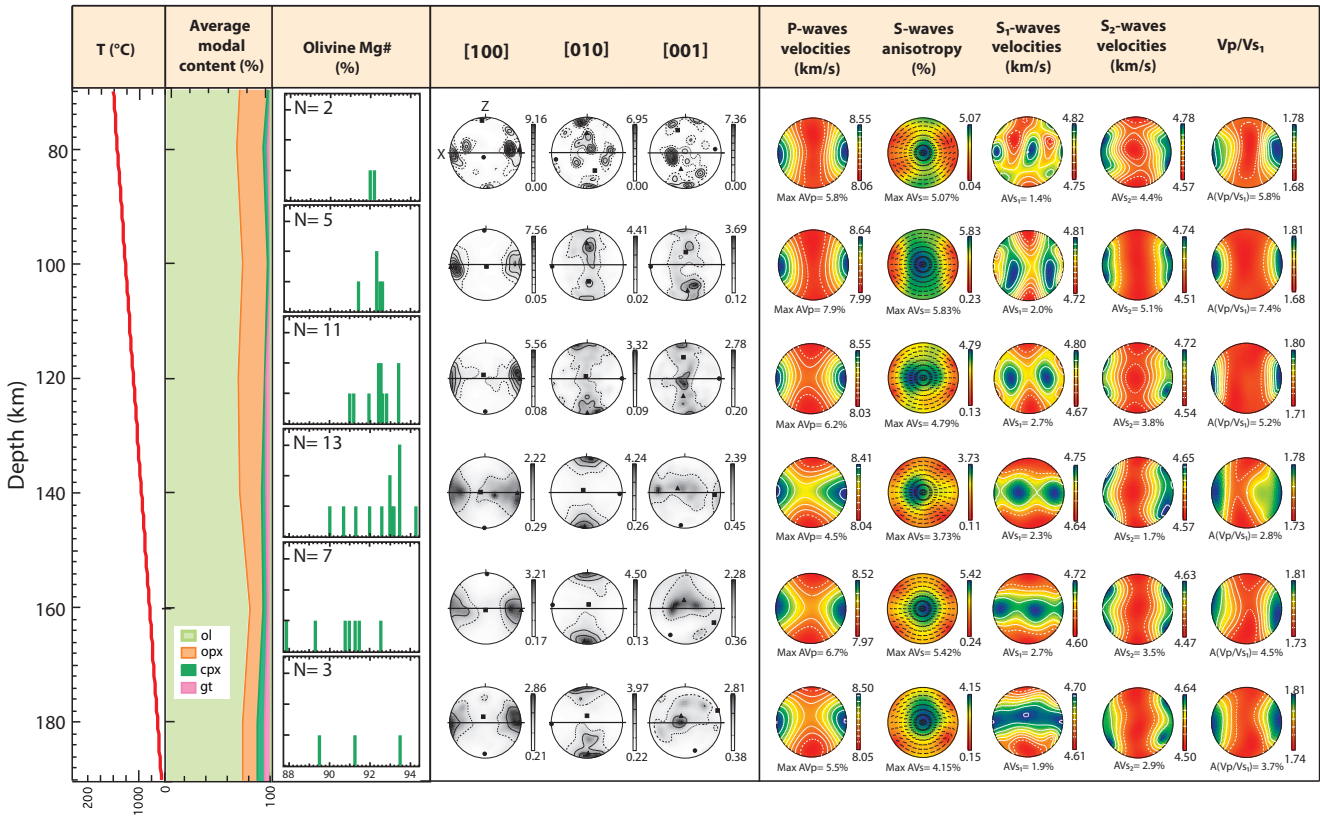 T (°C)
Average
modal
content (%)
Olivine Mg#
(%)
[100]
[010]
[001]
P-waves
velocities
(km/s)
S-waves
anisotropy
(%)
S₁-waves
velocities
(km/s)
S₂-waves
velocities
(km/s)
Vp/Vs₁
Depth (km)
80
100
120
140
160
180
200
1000
0
100
ol
opx
cpx
gt
N= 2
N= 5
N= 11
N= 13
N= 7
N= 3
88
90
92
94
Z
X
9.16
0.00
6.95
0.00
7.36
0.00
8.55
8.06
Max AVp= 5.8%
5.07
0.04
Max AVs= 5.07%
4.82
4.75
AVs₁= 1.4%
4.78
4.57
AVs₂= 4.4%
1.78
1.68
A(Vp/Vs₁)= 5.8%
7.56
0.05
4.41
0.02
3.69
0.12
8.64
7.99
Max AVp= 7.9%
5.83
0.23
Max AVs= 5.83%
4.81
4.72
AVs₁= 2.0%
4.74
4.51
AVs₂= 5.1%
1.81
1.68
A(Vp/Vs₁)= 7.4%
5.56
0.08
3.32
0.09
2.78
0.20
8.55
8.03
Max AVp= 6.2%
4.79
0.13
Max AVs= 4.79%
4.80
4.67
AVs₁= 2.7%
4.72
4.54
AVs₂= 3.8%
1.80
1.71
A(Vp/Vs₁)= 5.2%
2.22
0.29
4.24
0.26
2.39
0.45
8.41
8.04
Max AVp= 4.5%
3.73
0.11
Max AVs= 3.73%
4.75
4.64
AVs₁= 2.3%
4.65
4.57
AVs₂= 1.7%
1.78
1.73
A(Vp/Vs₁)= 2.8%
3.21
0.17
4.50
0.13
2.28
0.36
8.52
7.97
Max AVp= 6.7%
5.42
0.24
Max AVs= 5.42%
4.72
4.60
AVs₁= 2.7%
4.63
4.47
AVs₂= 3.5%
1.81
1.73
A(Vp/Vs₁)= 4.5%
2.86
0.21
3.97
0.22
2.81
0.38
8.50
8.05
Max AVp= 5.5%
4.15
0.15
Max AVs= 4.15%
4.70
4.61
AVs₁= 1.9%
4.64
4.50
AVs₂= 2.9%
1.81
1.74
A(Vp/Vs₁)= 3.7%